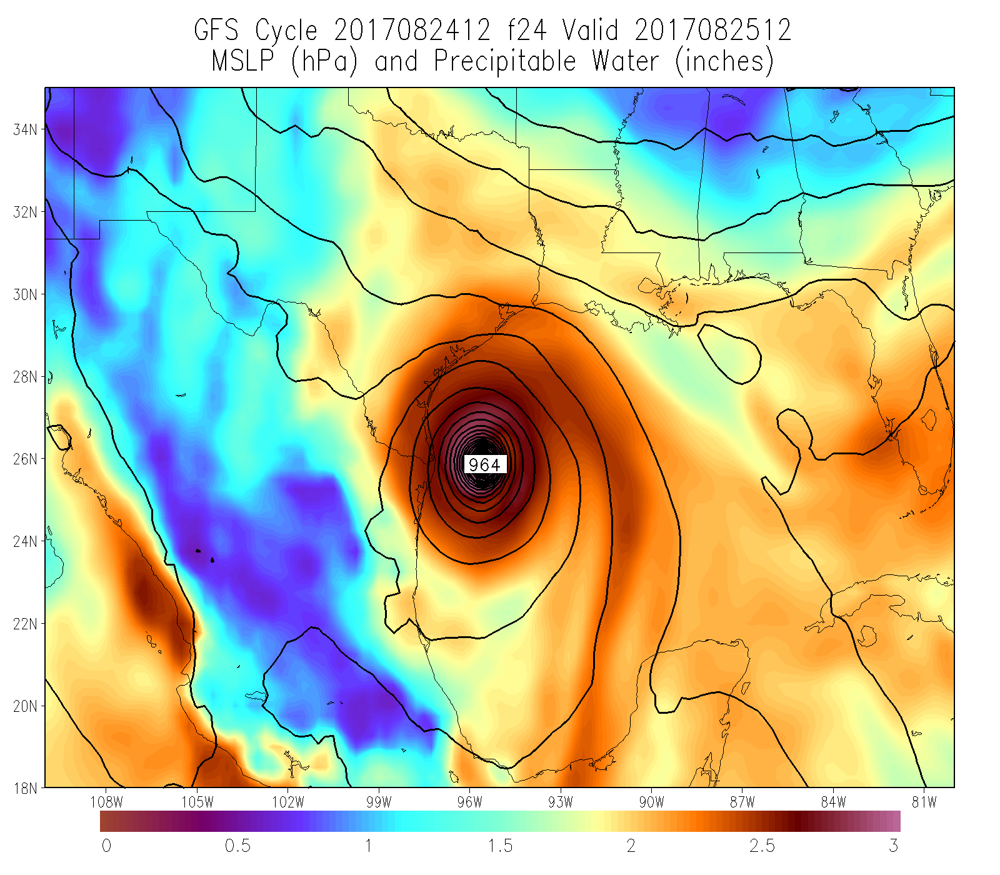 GFS Cycle 2017082412 f24 Valid 2017082512
MSLP (hPa) and Precipitable Water (inches)
34N
32N
30N
28N
26N
964
24N
22N
20N
18N
108W 105W 102W 99W 96W 93W 90W 87W 84W 81W
0 0.5 1 1.5 2 2.5 3